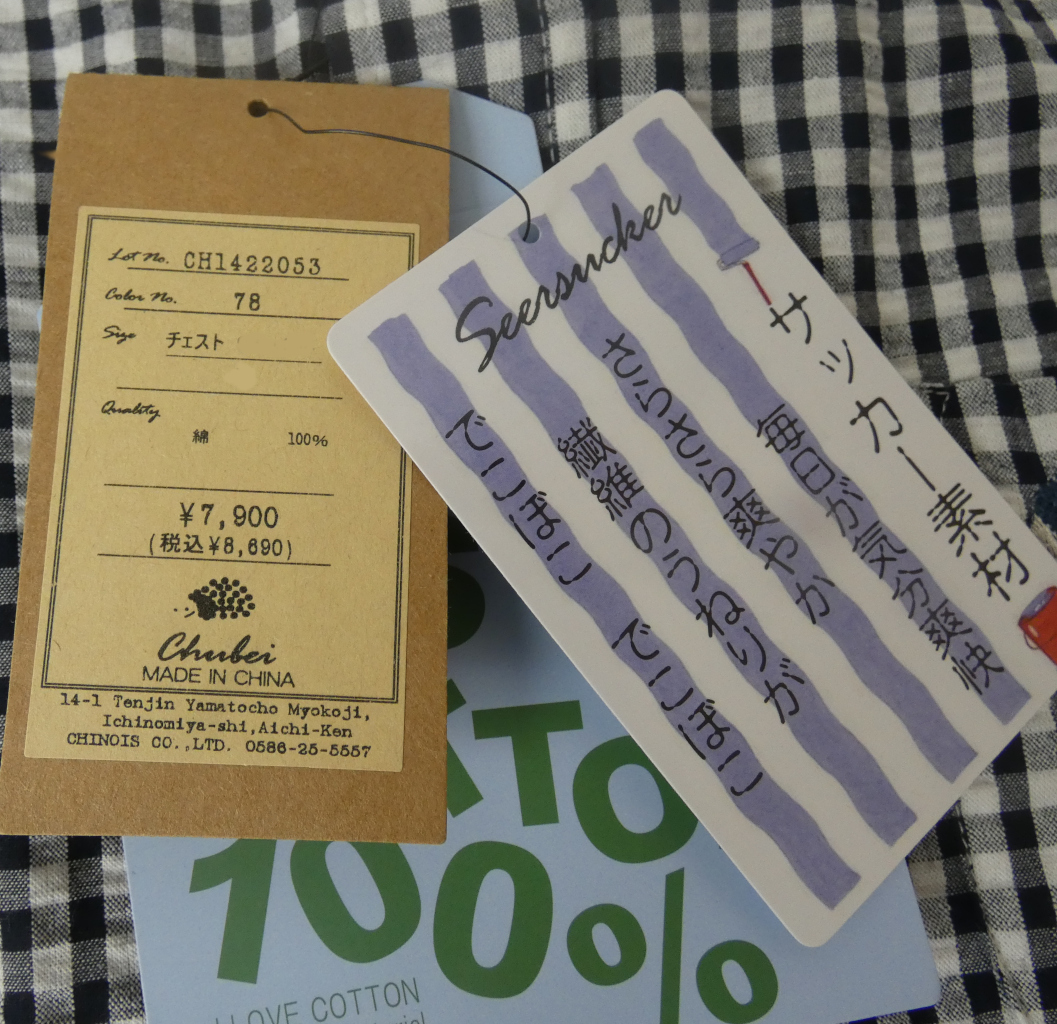 Lot No. CH1422053
Color No. 78
Size チェスト
Quality
綿 100%
¥7,900
(税込¥8,690)
Chubei
MADE IN CHINA
14-1 Tenjin Yamatocho Myokoji,
Ichinomiya-shi,Aichi-Ken
CHINOIS CO.,LTD. 0586-25-5557
Seersucker
サッカー素材
毎日が気分爽快
さらさら爽やか
繊維のうねりが
でこぼこ でこぼこ
100%
I LOVE COTTON